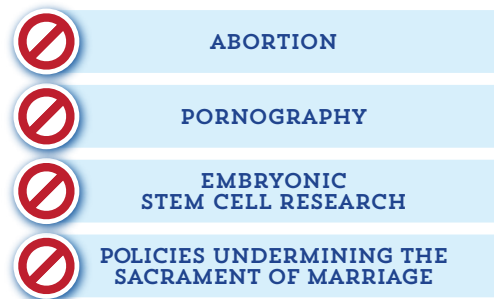 ABORTION
PORNOGRAPHY
EMBRYONIC
STEM CELL RESEARCH
POLICIES UNDERMINING THE
SACRAMENT OF MARRIAGE